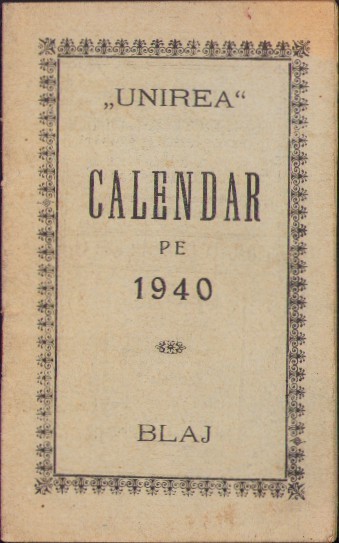 „UNIREA“
CALENDAR
PE
1940
BLAJ